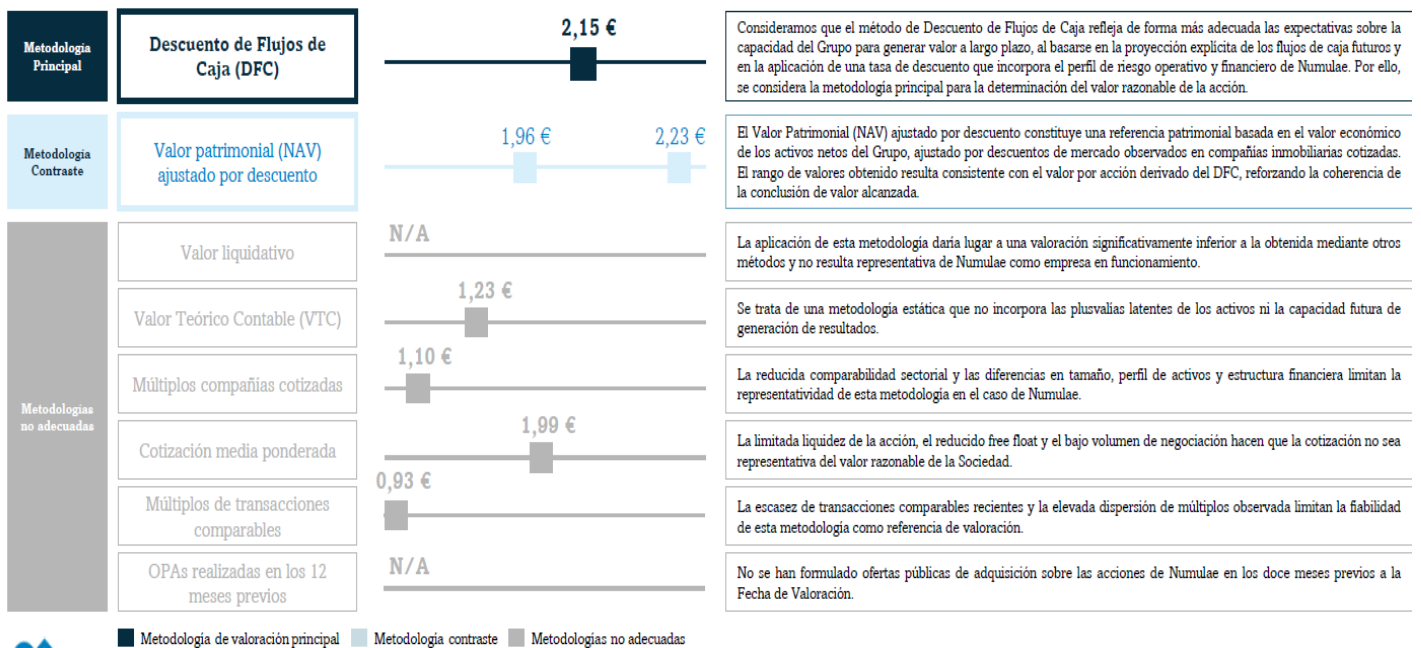 Metodología
Principal
Descuento de Flujos de
Caja (DFC)
2,15 €
Consideramos que el método de Descuento de Flujos de Caja refleja de forma más adecuada las expectativas sobre la
capacidad del Grupo para generar valor a largo plazo, al basarse en la proyección explícita de los flujos de caja futuros y
en la aplicación de una tasa de descuento que incorpora el perfil de riesgo operativo y financiero de Numulae. Por ello,
se considera la metodología principal para la determinación del valor razonable de la acción.
Metodología
Contraste
Valor patrimonial (NAV)
ajustado por descuento
1,96 €
2,23 €
El Valor Patrimonial (NAV) ajustado por descuento constituye una referencia patrimonial basada en el valor económico
de los activos netos del Grupo, ajustado por descuentos de mercado observados en compañías inmobiliarias cotizadas.
El rango de valores obtenido resulta consistente con el valor por acción derivado del DFC, reforzando la coherencia de
la conclusión de valor alcanzada.
Metodologías
no adecuadas
Valor liquidativo
N/A
La aplicación de esta metodología daría lugar a una valoración significativamente inferior a la obtenida mediante otros
métodos y no resulta representativa de Numulae como empresa en funcionamiento.
Valor Teórico Contable (VTC)
1,23 €
Se trata de una metodología estática que no incorpora las plusvalías latentes de los activos ni la capacidad futura de
generación de resultados.
Múltiplos compañías cotizadas
1,10 €
La reducida comparabilidad sectorial y las diferencias en tamaño, perfil de activos y estructura financiera limitan la
representatividad de esta metodología en el caso de Numulae.
Cotización media ponderada
1,99 €
La limitada liquidez de la acción, el reducido free float y el bajo volumen de negociación hacen que la cotización no sea
representativa del valor razonable de la Sociedad.
Múltiplos de transacciones
comparables
0,93 €
La escasez de transacciones comparables recientes y la elevada dispersión de múltiplos observada limitan la fiabilidad
de esta metodología como referencia de valoración.
OPAs realizadas en los 12
meses previos
N/A
No se han formulado ofertas públicas de adquisición sobre las acciones de Numulae en los doce meses previos a la
Fecha de Valoración.
Metodología de valoración principal
Metodología contraste
Metodologías no adecuadas